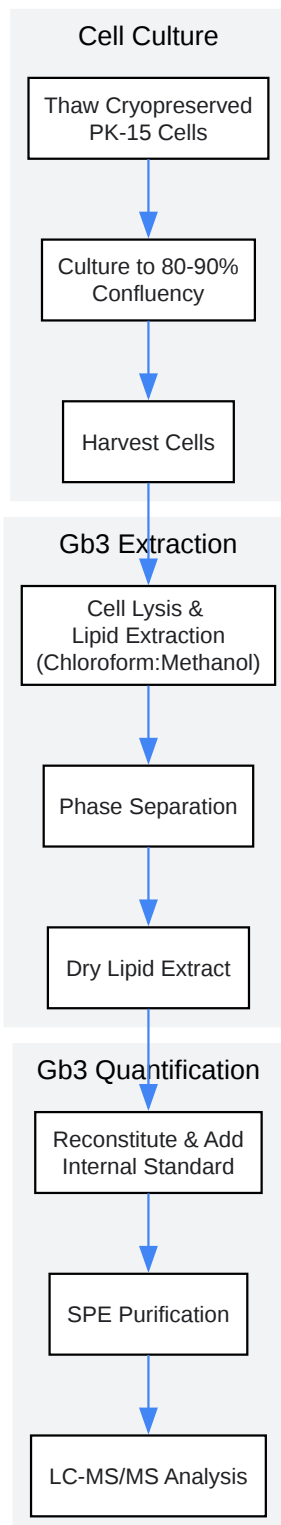 Cell Culture
Thaw Cryopreserved
PK-15 Cells
Culture to 80-90%
Confluency
Harvest Cells
Gb3 Extraction
Cell Lysis &
Lipid Extraction
(Chloroform:Methanol)
Phase Separation
Dry Lipid Extract
Gb3 Quantification
Reconstitute & Add
Internal Standard
SPE Purification
LC-MS/MS Analysis